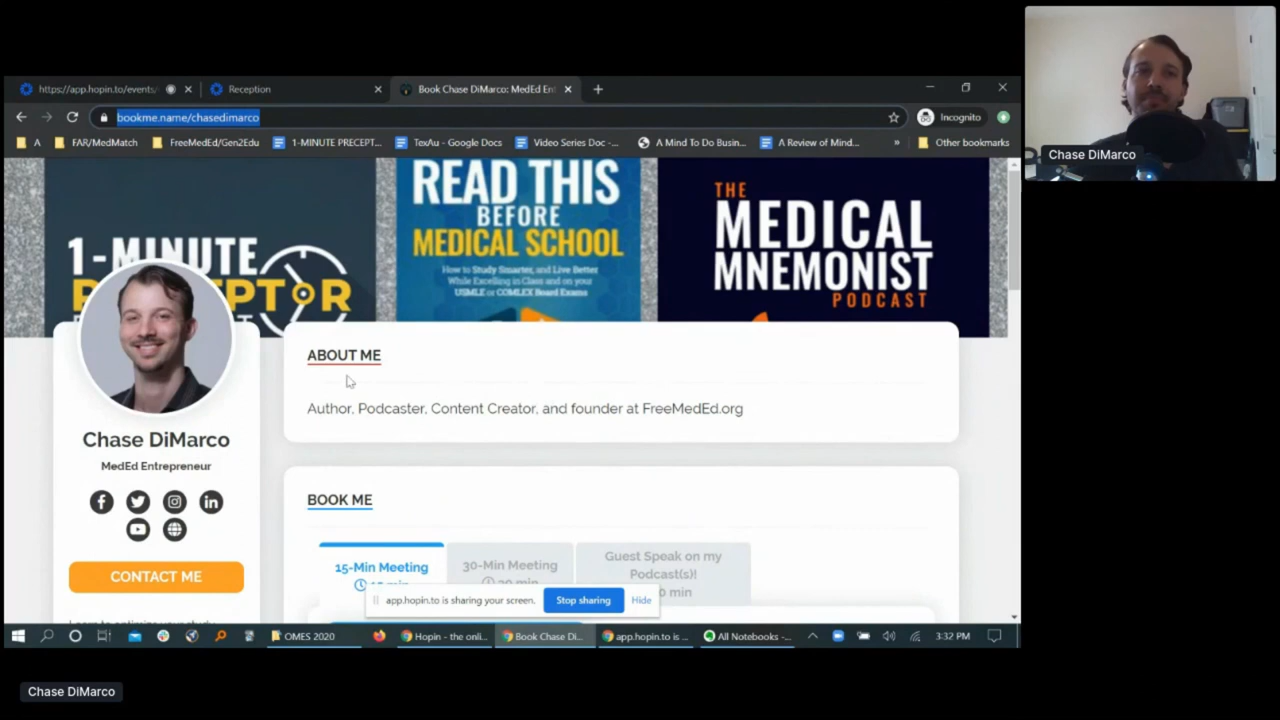 https://app.hopin.to/events/
Reception
Book Chase DiMarco: MedEd En
bookme.name/chasedimarco
Incognito
A
FAR/MedMatch
FreeMedEd/Gen2Edu
1-MINUTE PRECEPT...
TexAu - Google Docs
Video Series Doc -...
A Mind To Do Busin...
A Review of Mind...
»
Other bookmarks
1-MINUTE
READ THIS
BEFORE
MEDICAL SCHOOL
How to Study Smarter, and Live Better
While Excelling in Class and on your
USMLE or COMLEX Board Exams
THE
MEDICAL
MNEMONIST
PODCAST
Chase DiMarco
MedEd Entrepreneur
CONTACT ME
ABOUT ME
Author, Podcaster, Content Creator, and founder at FreeMedEd.org
BOOK ME
15-Min Meeting
30-Min Meeting
Guest Speak on my
Podcast(s)!
app.hopin.to is sharing your screen.
Stop sharing
Hide
OMES 2020
Hopin - the onli...
Book Chase Di...
app.hopin.to is ...
All Notebooks -...
3:32 PM
Chase DiMarco
Chase DiMarco